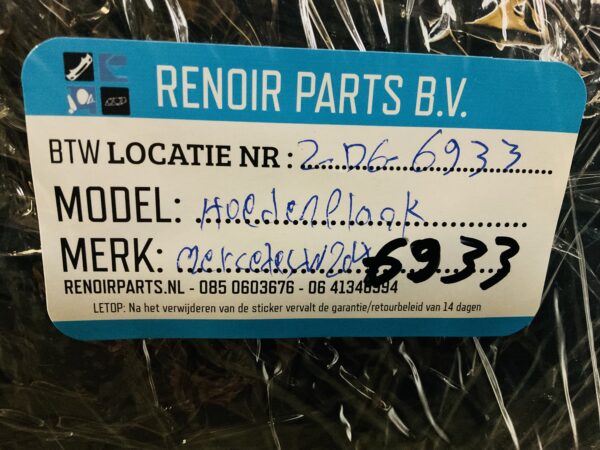 RENOIR PARTS B.V.
BTW LOCATIE NR : 2-D6-6933
MODEL: Hoedenplank
MERK: mercedes W204 6933
RENOIRPARTS.NL - 085 0603676 - 06 41348994
LETOP: Na het verwijderen van de sticker vervalt de garantie/retourbeleid van 14 dagen